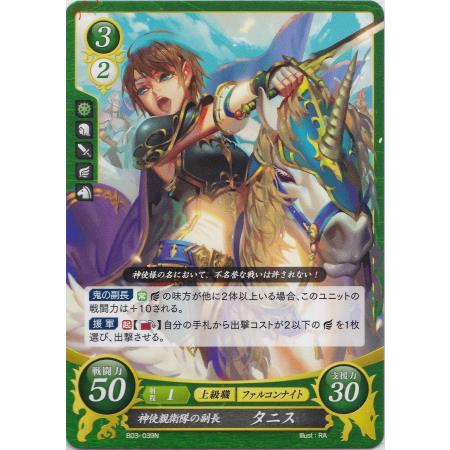 3
2
神使様の名において、不名誉な戦いは許されない!
鬼の副長 常 の味方が他に2体以上いる場合、このユニットの
戦闘力は+10される。
援軍 起【】自分の手札から出撃コストが2以下の を1枚
選び、出撃させる。
戦闘力
50
射程 1
上級職
ファルコンナイト
支援力
30
神使親衛隊の副長 タニス
B03-039N
Illust:RA